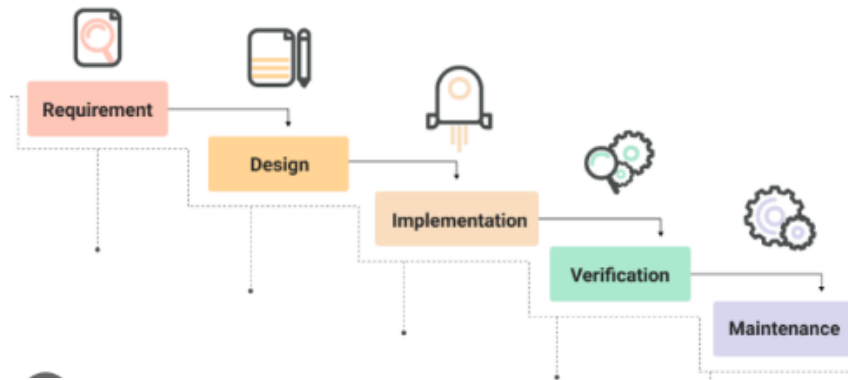 Requirement
Design
Implementation
Verification
Maintenance